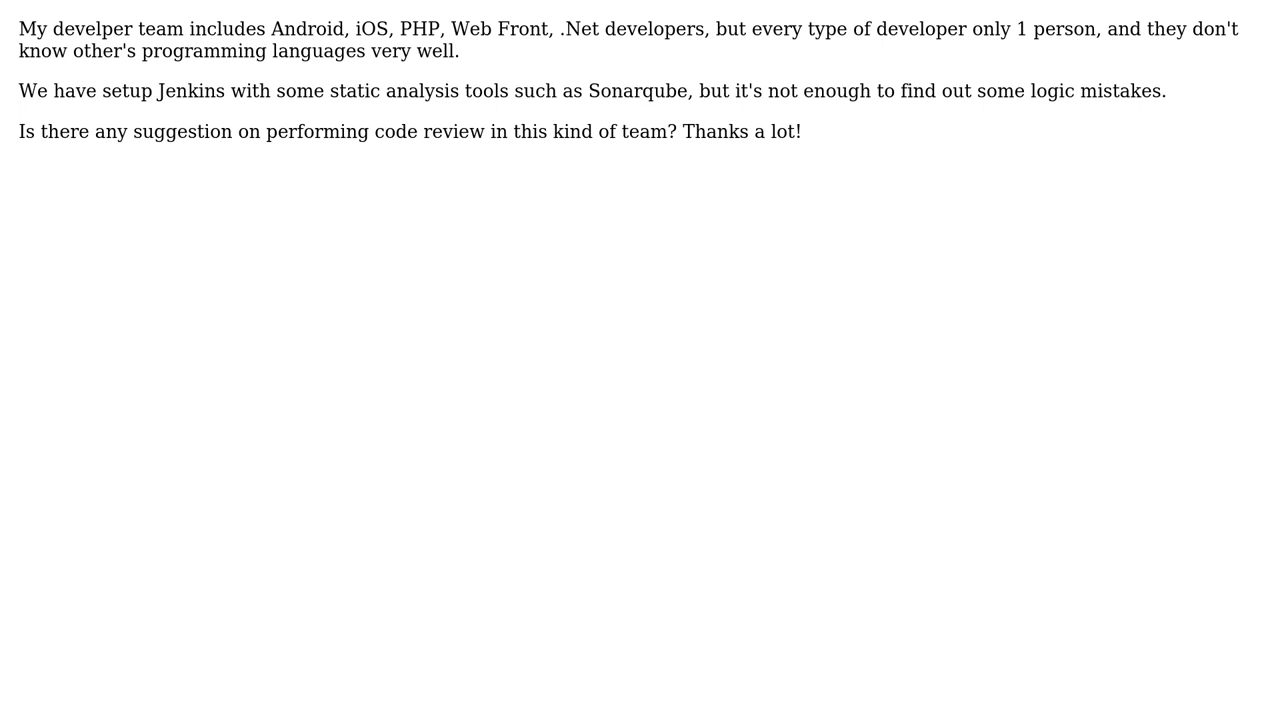 My develper team includes Android, iOS, PHP, Web Front, .Net developers, but every type of developer only 1 person, and they don't
know other's programming languages very well.
We have setup Jenkins with some static analysis tools such as Sonarqube, but it's not enough to find out some logic mistakes.
Is there any suggestion on performing code review in this kind of team? Thanks a lot!